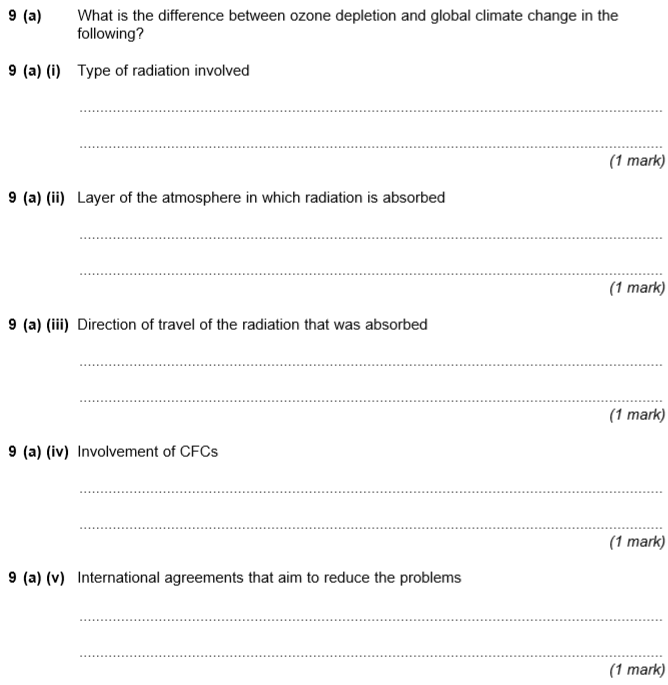 9 (a) What is the difference between ozone depletion and global climate change in the
following?
9 (a) (i) Type of radiation involved
(1 mark)
9 (a) (ii) Layer of the atmosphere in which radiation is absorbed
(1 mark)
9 (a) (iii) Direction of travel of the radiation that was absorbed
(1 mark)
9 (a) (iv) Involvement of CFCs
(1 mark)
9 (a) (v) International agreements that aim to reduce the problems
(1 mark)